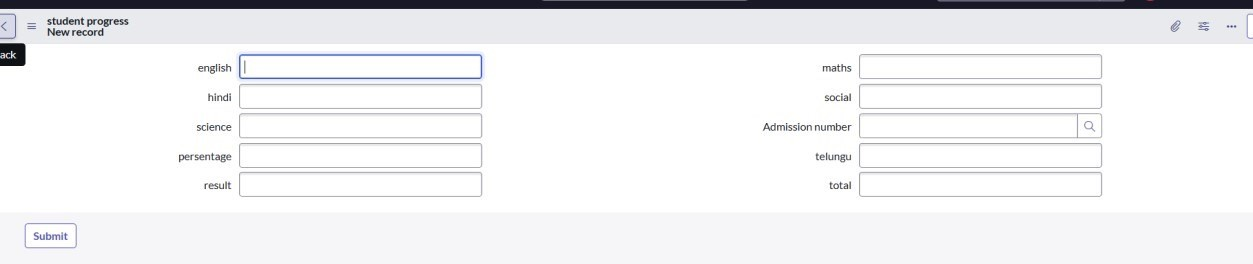 student progress
New record
ack
english
maths
hindi
social
science
Admission number
persentage
telungu
result
total
Submit